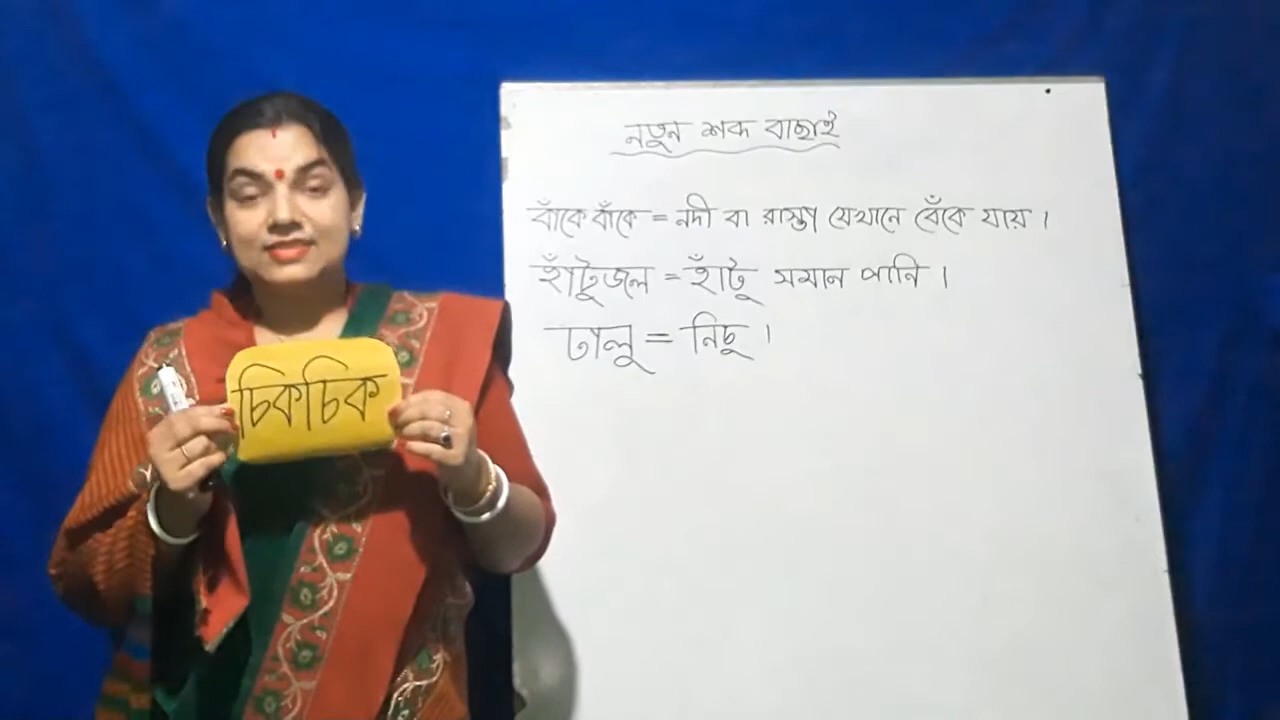 নতুন শব্দ বাছাই
বাঁকে বাঁকে = নদী বা রাস্তা যেখানে বেঁকে যায়।
হাঁটুজল = হাঁটু সমান পানি।
ঢালু = নিচু।
চিকচিক